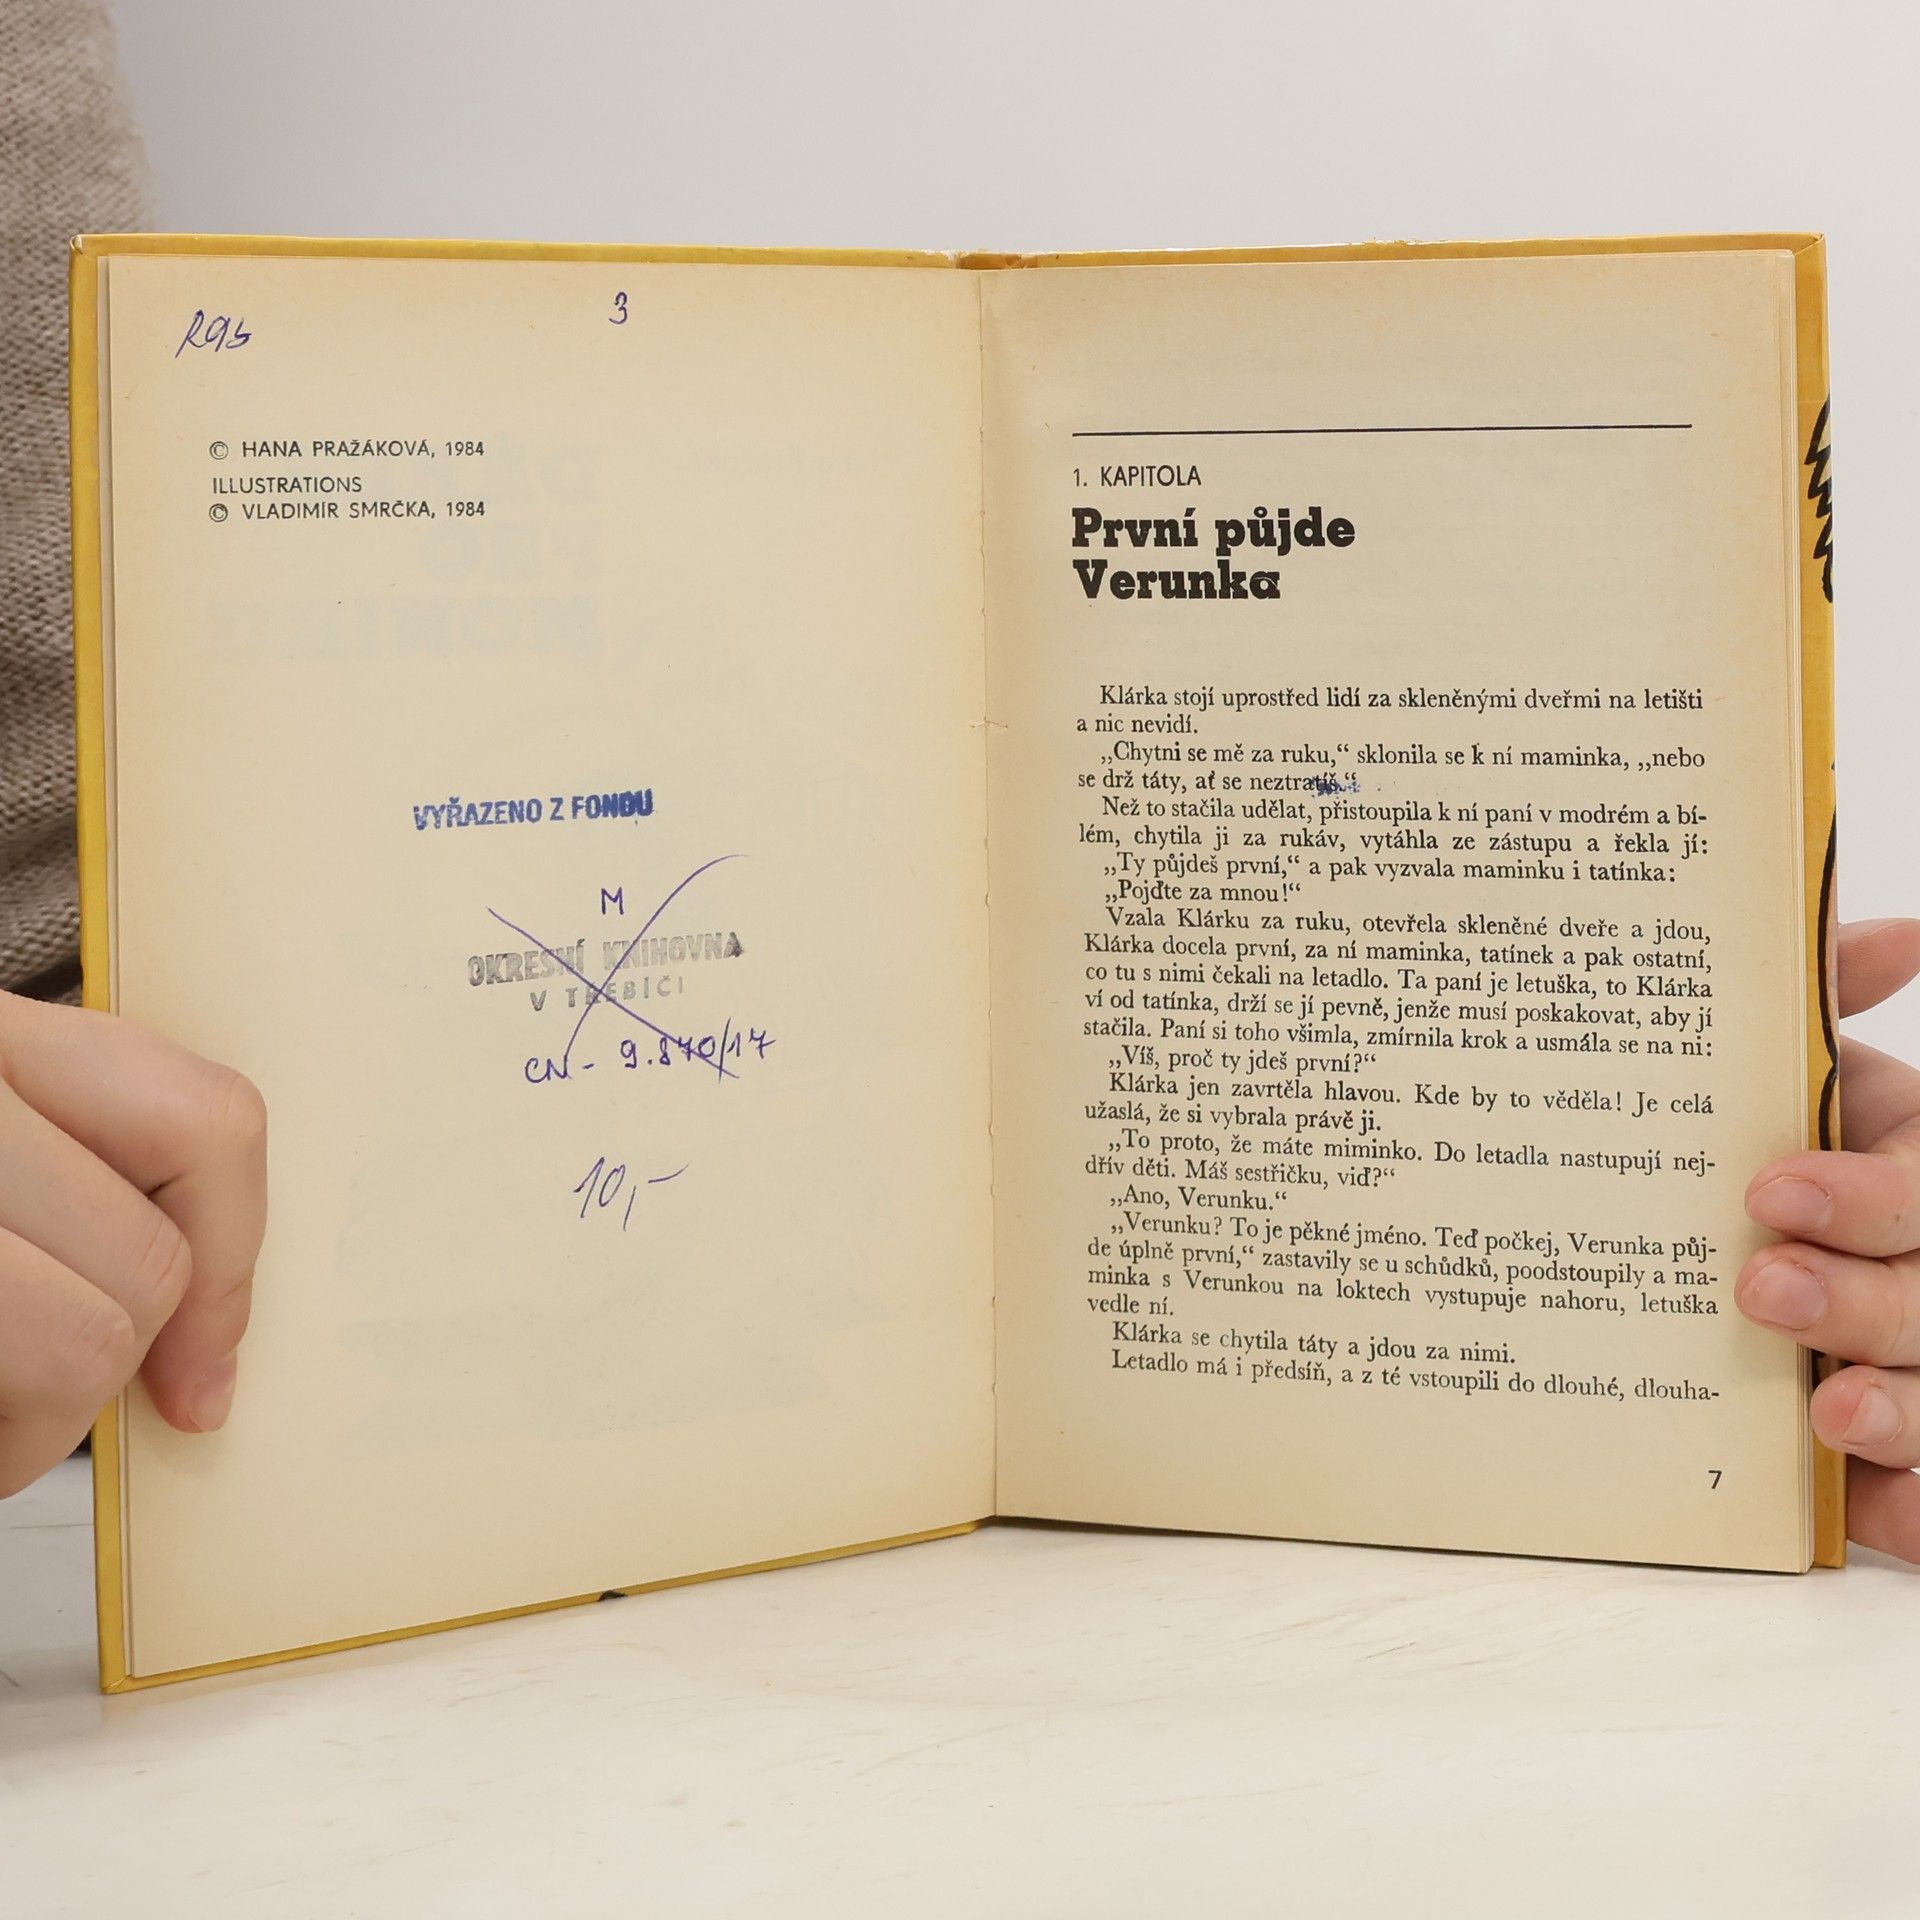 3
© HANA PRAŽÁKOVÁ, 1984
ILLUSTRATIONS
© VLADIMÍR SMRČKA, 1984
VYŘAZENO Z FONDU
M
OKRESNÍ KNIHOVNA
V TŘEBÍČI
CN - 9.870/17
10,-
1. KAPITOLA
První půjde
Verunka
Klárka stojí uprostřed lidí za skleněnými dveřmi na letišti
a nic nevidí.
„Chytni se mě za ruku,“ sklonila se k ní maminka, „nebo
se drž táty, ať se neztratíš.“
Než to stačila udělat, přistoupila k ní paní v modrém a bí-
lém, chytila ji za rukáv, vytáhla ze zástupu a řekla jí:
„Ty půjdeš první,“ a pak vyzvala maminku i tatínka:
„Pojďte za mnou!“
Vzala Klárku za ruku, otevřela skleněné dveře a jdou,
Klárka docela první, za ní maminka, tatínek a pak ostatní,
co tu s nimi čekali na letadlo. Ta paní je letuška, to Klárka
ví od tatínka, drží se jí pevně, jenže musí poskakovat, aby jí
stačila. Paní si toho všimla, zmírnila krok a usmála se na ni:
„Víš, proč ty jdeš první?“
Klárka jen zavrtěla hlavou. Kde by to věděla! Je celá
užaslá, že si vybrala právě ji.
„To proto, že máte miminko. Do letadla nastupují nej-
dřív děti. Máš sestřičku, viď?“
„Ano, Verunku.“
„Verunku? To je pěkné jméno. Teď počkej, Verunka půj-
de úplně první,“ zastavily se u schůdků, poodstoupily a ma-
minka s Verunkou na loktech vystupuje nahoru, letuška
vedle ní.
Klárka se chytila táty a jdou za nimi.
Letadlo má i předsíň, a z té vstoupili do dlouhé, dlouha-
7